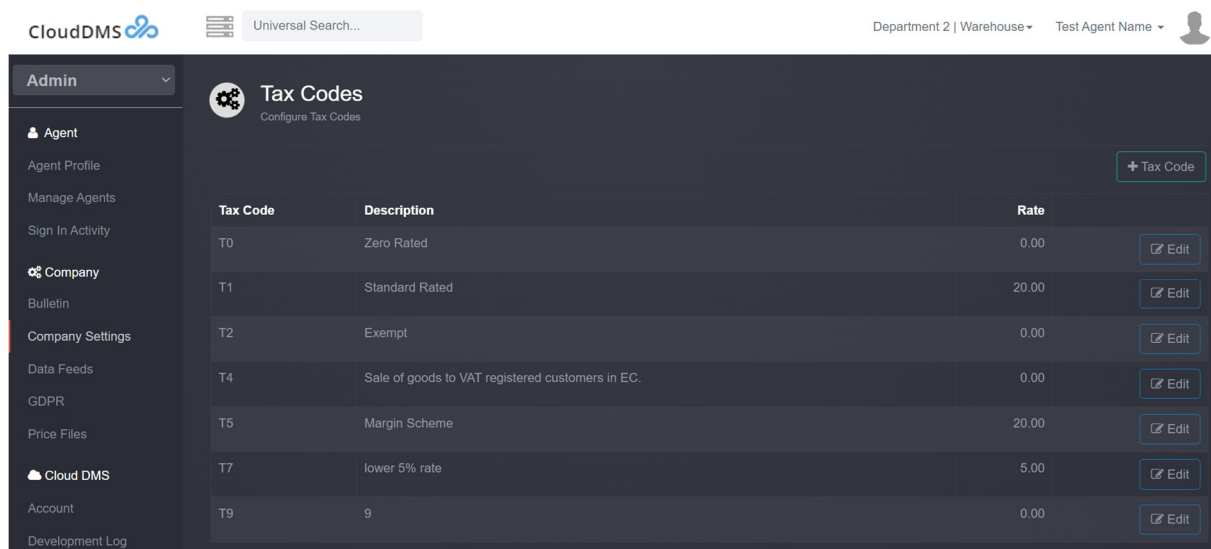 CloudDMS
Universal Search...
Department 2 | Warehouse
Test Agent Name
Admin
Agent
Agent Profile
Manage Agents
Sign In Activity
Company
Bulletin
Company Settings
Data Feeds
GDPR
Price Files
Cloud DMS
Account
Development Log
Tax Codes
Configure Tax Codes
+ Tax Code
Tax Code Description Rate
T0 Zero Rated 0.00 Edit
T1 Standard Rated 20.00 Edit
T2 Exempt 0.00 Edit
T4 Sale of goods to VAT registered customers in EC. 0.00 Edit
T5 Margin Scheme 20.00 Edit
T7 lower 5% rate 5.00 Edit
T9 9 0.00 Edit